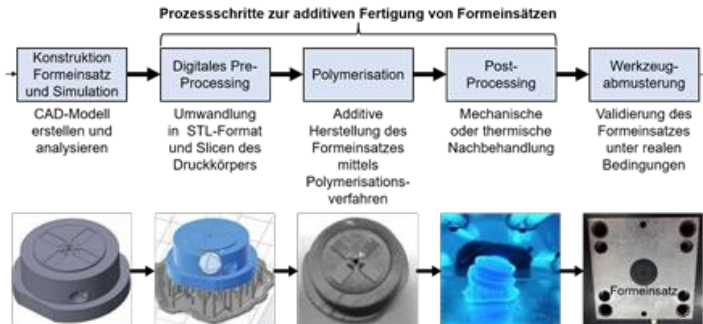 Prozessschritte zur additiven Fertigung von Formeinsätzen
Konstruktion
Formeinsatz
und Simulation
Digitales Pre-
Processing
Polymerisation
Post-
Processing
Werkzeug-
abmusterung
CAD-Modell
erstellen und
analysieren
Umwandlung
in STL-Format
und Slicen des
Druckkörpers
Additive
Herstellung des
Formeinsatzes
mittels
Polymerisations-
verfahren
Mechanische
oder thermische
Nachbehandlung
Validierung des
Formeinsatzes
unter realen
Bedingungen
Formeinsatz